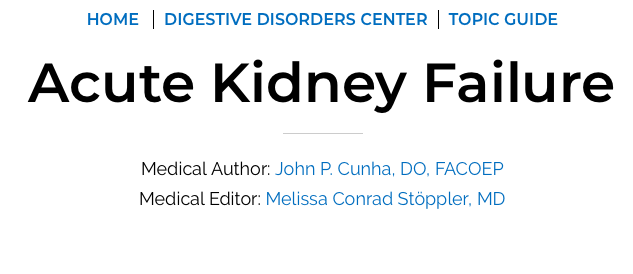 HOME | DIGESTIVE DISORDERS CENTER | TOPIC GUIDE
Acute Kidney Failure
Medical Author: John P. Cunha, DO, FACOEP
Medical Editor: Melissa Conrad Stöppler, MD